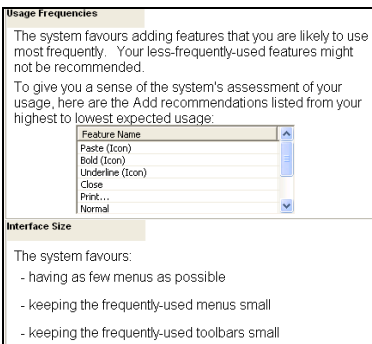 Usage Frequencies
The system favours adding features that you are likely to use
most frequently. Your less-frequently-used features might
not be recommended.
To give you a sense of the system's assessment of your
usage, here are the Add recommendations listed from your
highest to lowest expected usage:
Feature Name
Paste (Icon)
Bold (Icon)
Underline (Icon)
Close
Print...
Normal
Interface Size
The system favours:
- having as few menus as possible
- keeping the frequently-used menus small
- keeping the frequently-used toolbars small